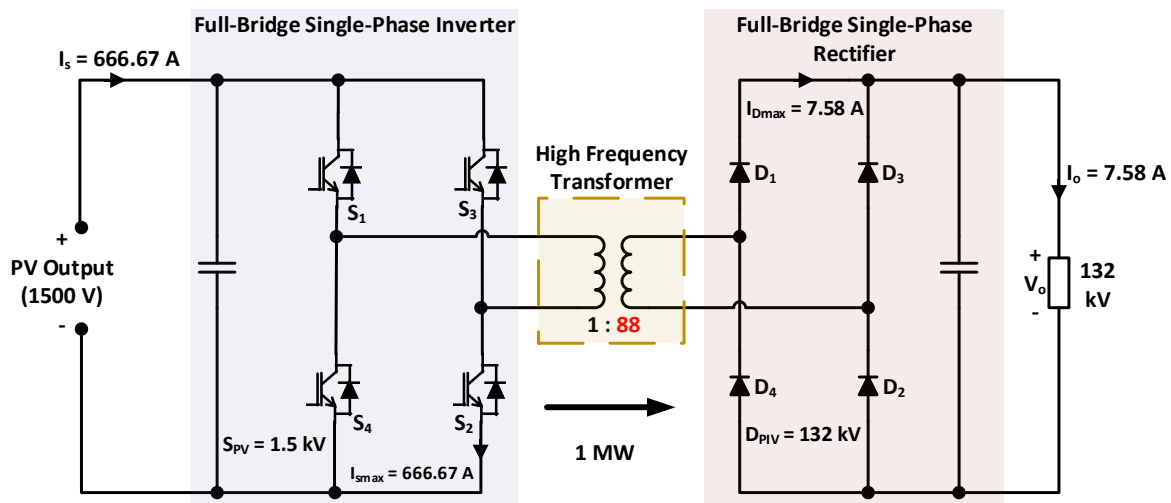 Full-Bridge Single-Phase Inverter
Full-Bridge Single-Phase
Rectifier
Is = 666.67 A
IDmax = 7.58 A
High Frequency
Transformer
S1
S3
D1
D3
Io = 7.58 A
+
PV Output
(1500 V)
-
+
Vo
-
132
kV
1 : 88
S4
S2
D4
D2
SPV = 1.5 kV
Ismax = 666.67 A
1 MW
DPIV = 132 kV